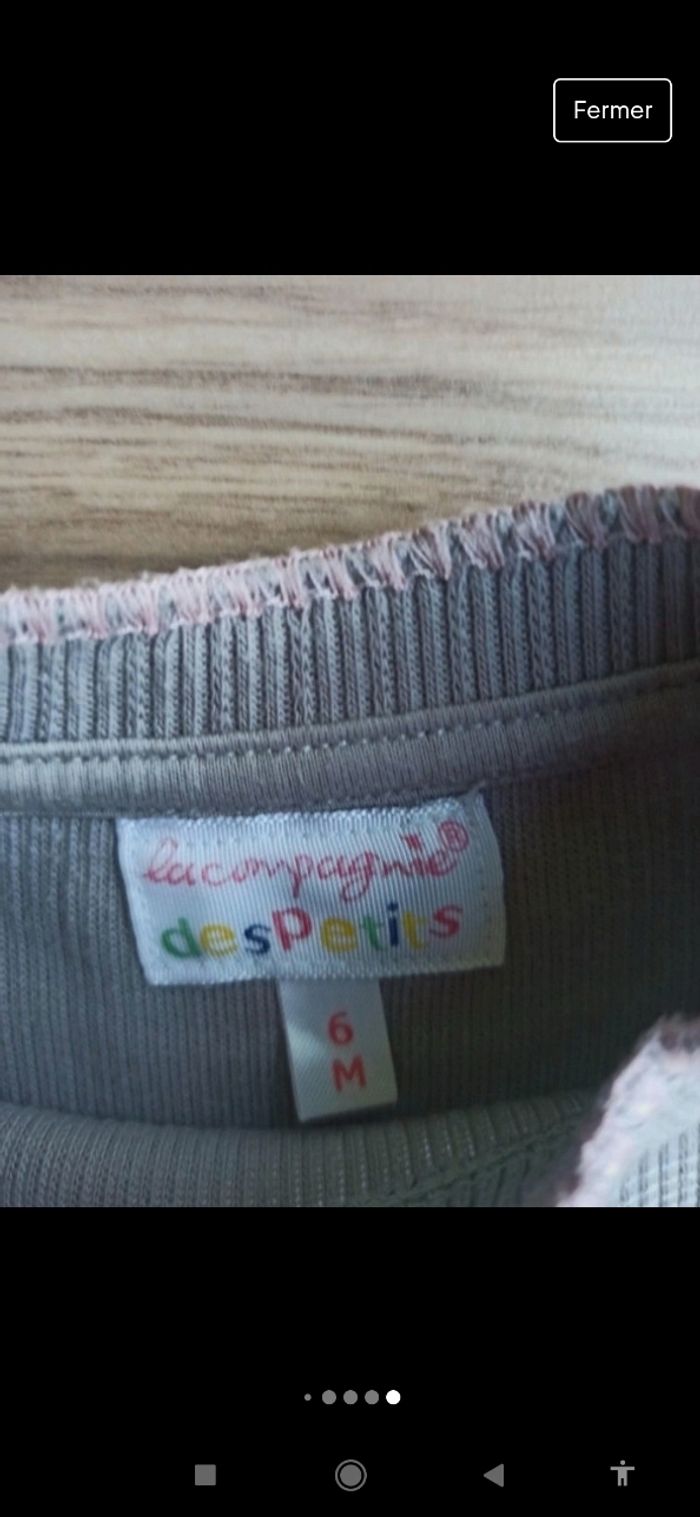 Fermer
lacompagnie®
desPetits
6
M